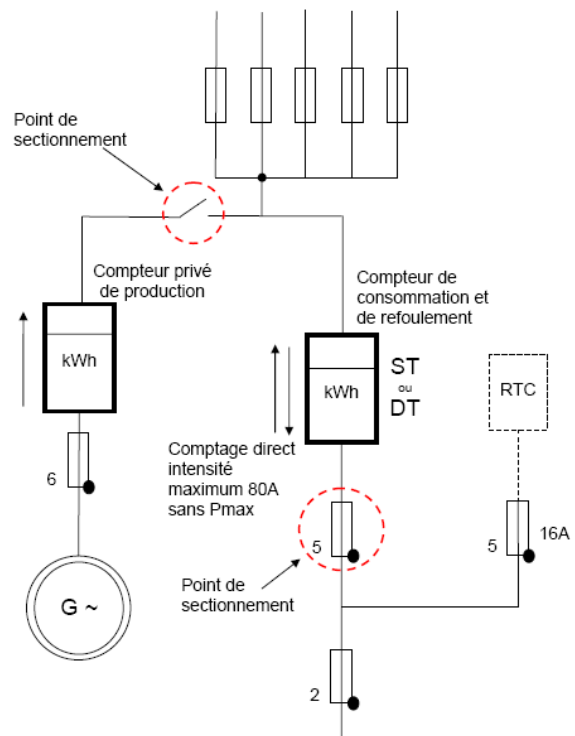 Point de
sectionnement
Compteur privé
de production
kWh
6
G ~
Compteur de
consommation et
de refoulement
kWh
ST
ou
DT
RTC
Comptage direct
intensité
maximum 80A
sans Pmax
5
5
16A
Point de
sectionnement
2